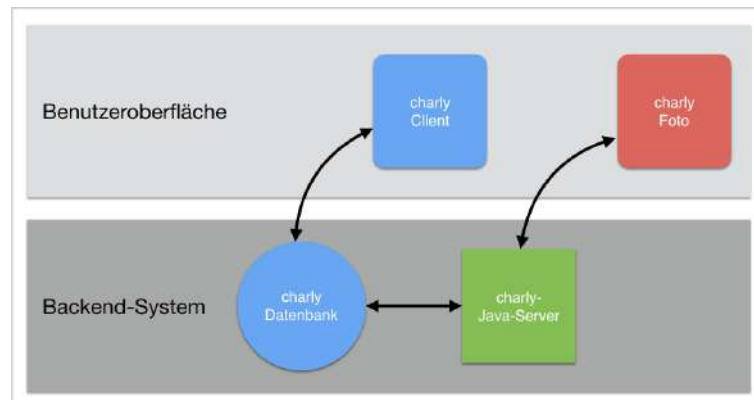 Benutzeroberfläche
charly
Client
charly
Foto
Backend-System
charly
Datenbank
charly-
Java-Server